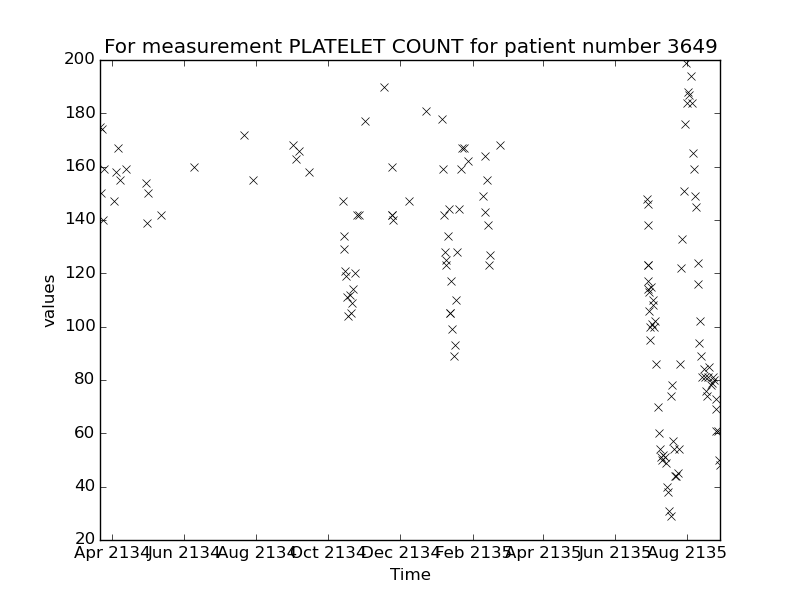 For measurement PLATELET COUNT for patient number 3649
200
180
160
140
120
100
80
60
40
20
values
Apr 2134
Jun 2134
Aug 2134
Oct 2134
Dec 2134
Feb 2135
Apr 2135
Jun 2135
Aug 2135
Time